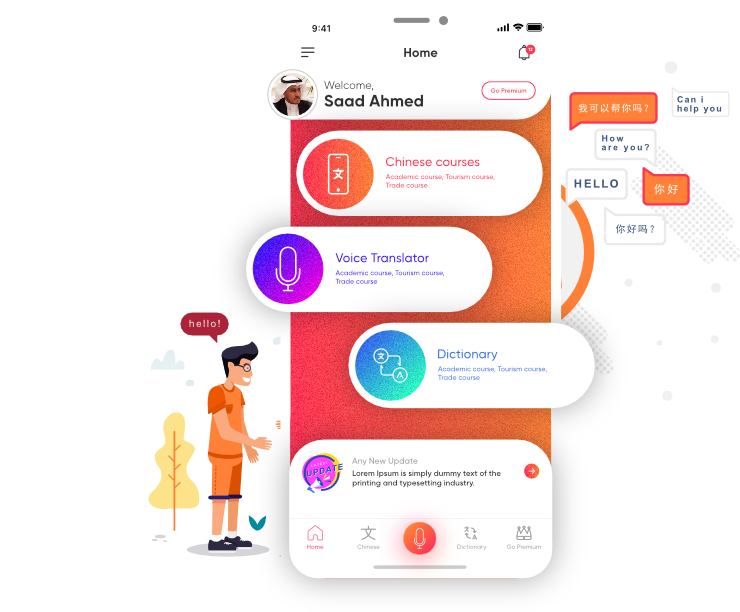 9:41
Home
12
Welcome,
Saad Ahmed
Go Premium
Chinese courses
Academic course, Tourism course,
Trade course
文
Voice Translator
Academic course, Tourism course,
Trade course
Dictionary
Academic course, Tourism course,
Trade course
文
A
Any New Update
Lorem Ipsum is simply dummy text of the
printing and typesetting industry.
UPDATE
Home
文
Chinese
文
A
Dictionary
Go Premium
hello!
我可以帮你吗?
Can i
help you
How
are you?
HELLO
你好
你好吗?